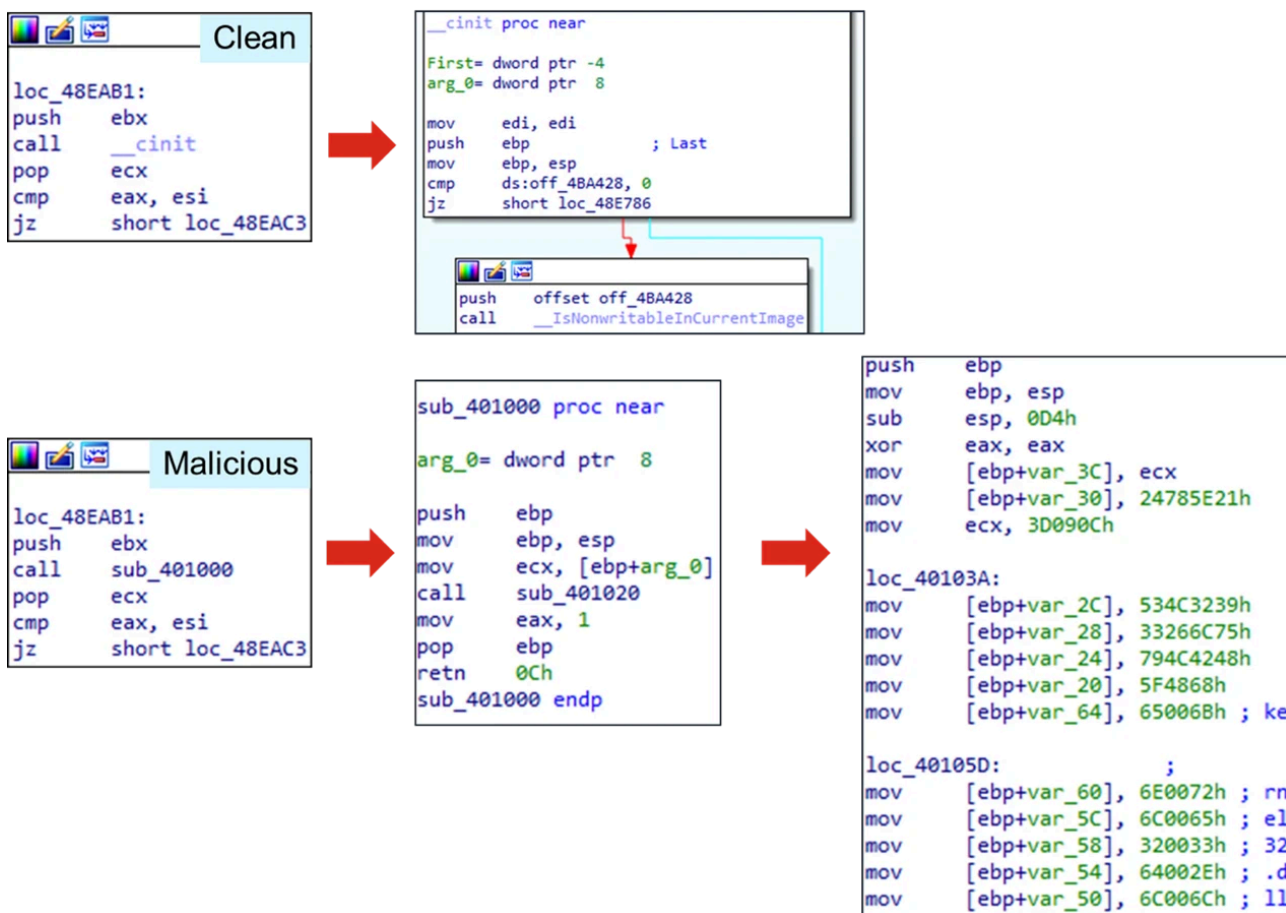 Clean
loc_48EAB1:
push ebx
call __cinit
pop ecx
cmp eax, esi
jz short loc_48EAC3
__cinit proc near
First= dword ptr -4
arg_0= dword ptr 8
mov edi, edi
push ebp ; Last
mov ebp, esp
cmp ds:off_4BA428, 0
jz short loc_48E786
push offset off_4BA428
call __IsNonwritableInCurrentImage
Malicious
loc_48EAB1:
push ebx
call sub_401000
pop ecx
cmp eax, esi
jz short loc_48EAC3
sub_401000 proc near
arg_0= dword ptr 8
push ebp
mov ebp, esp
mov ecx, [ebp+arg_0]
call sub_401020
mov eax, 1
pop ebp
retn 0Ch
sub_401000 endp
push ebp
mov ebp, esp
sub esp, 0D4h
xor eax, eax
mov [ebp+var_3C], ecx
mov [ebp+var_30], 24785E21h
mov ecx, 3D090Ch
loc_40103A:
mov [ebp+var_2C], 534C3239h
mov [ebp+var_28], 33266C75h
mov [ebp+var_24], 794C4248h
mov [ebp+var_20], 5F4868h
mov [ebp+var_64], 65006Bh ; ke
loc_40105D: ;
mov [ebp+var_60], 6E0072h ; rn
mov [ebp+var_5C], 6C0065h ; el
mov [ebp+var_58], 320033h ; 32
mov [ebp+var_54], 64002Eh ; .d
mov [ebp+var_50], 6C006Ch ; ll